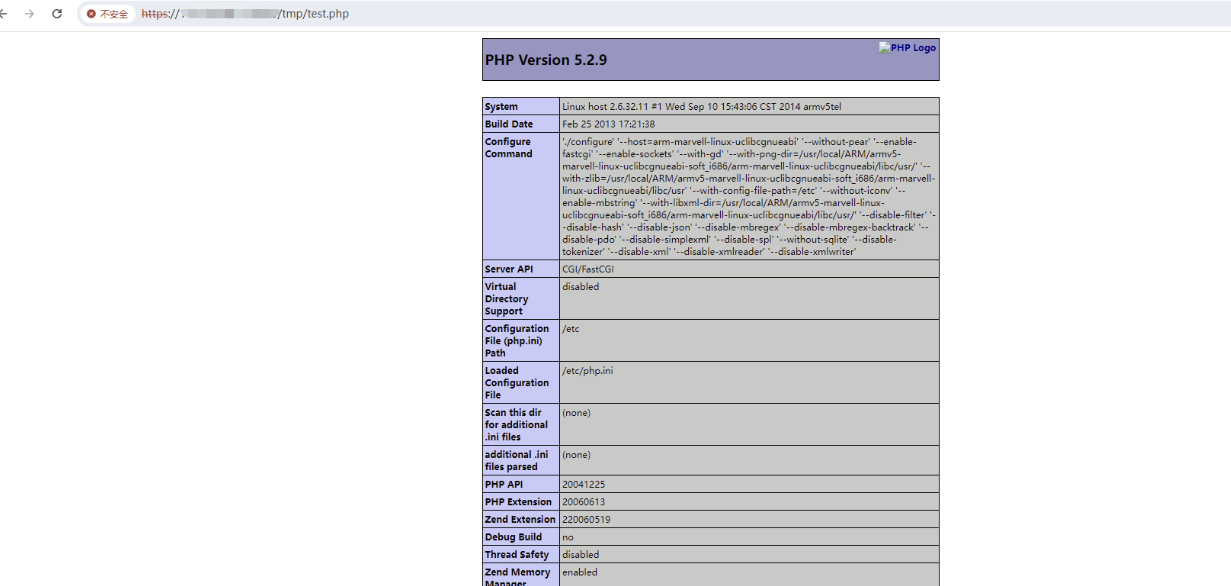 不安全 https:// /tmp/test.php
PHP Logo
PHP Version 5.2.9
System Linux host 2.6.32.11 #1 Wed Sep 10 15:43:06 CST 2014 armv5tel
Build Date Feb 25 2013 17:21:38
Configure Command './configure' '--host=arm-marvell-linux-uclibcgnueabi' '--without-pear' '--enable-
fastcgi' '--enable-sockets' '--with-gd' '--with-png-dir=/usr/local/ARM/armv5-
marvell-linux-uclibcgnueabi-soft_i686/arm-marvell-linux-uclibcgnueabi/libc/usr/' '--
with-zlib=/usr/local/ARM/armv5-marvell-linux-uclibcgnueabi-soft_i686/arm-marvell-
linux-uclibcgnueabi/libc/usr' '--with-config-file-path=/etc' '--without-iconv' '--
enable-mbstring' '--with-libxml-dir=/usr/local/ARM/armv5-marvell-linux-
uclibcgnueabi-soft_i686/arm-marvell-linux-uclibcgnueabi/libc/usr/' '--disable-filter' '-
-disable-hash' '--disable-json' '--disable-mbregex' '--disable-mbregex-backtrack' '--
disable-pdo' '--disable-simplexml' '--disable-spl' '--without-sqlite' '--disable-
tokenizer' '--disable-xml' '--disable-xmlreader' '--disable-xmlwriter'
Server API CGI/FastCGI
Virtual Directory Support disabled
Configuration File (php.ini) Path /etc
Loaded Configuration File /etc/php.ini
Scan this dir for additional .ini files (none)
additional .ini files parsed (none)
PHP API 20041225
PHP Extension 20060613
Zend Extension 220060519
Debug Build no
Thread Safety disabled
Zend Memory Manager enabled